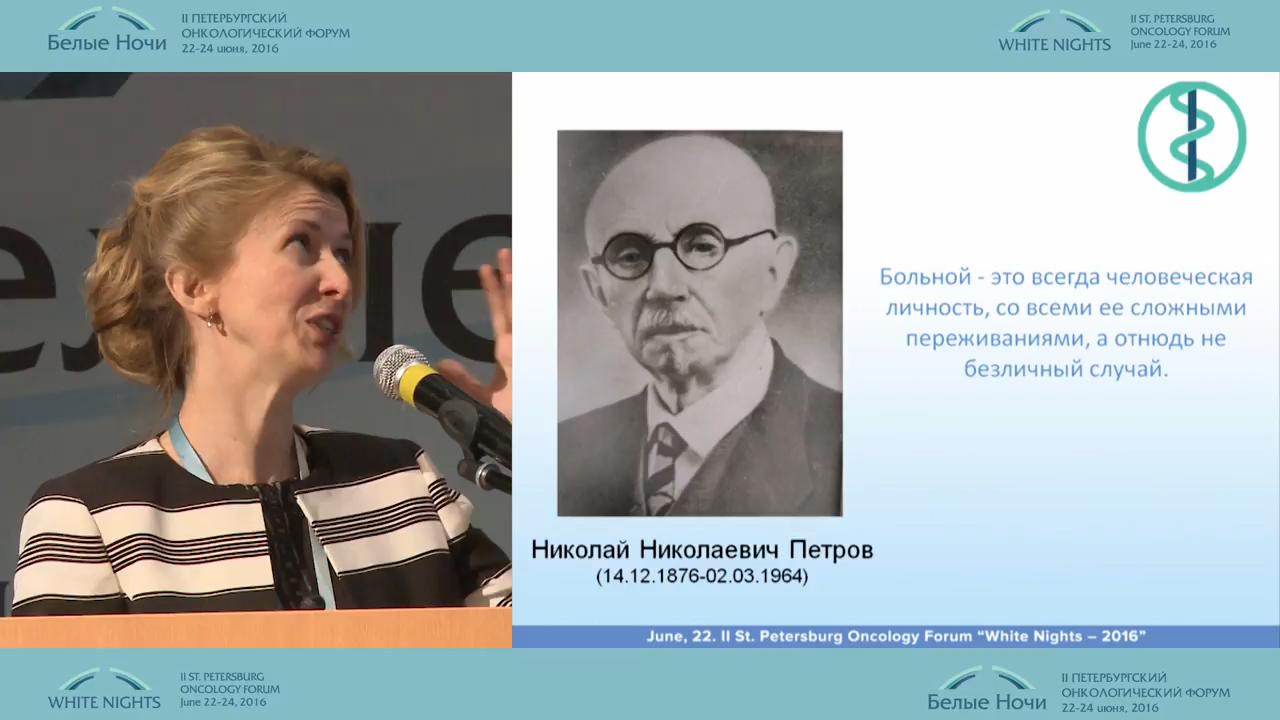 Белые Ночи
II ПЕТЕРБУРГСКИЙ
ОНКОЛОГИЧЕСКИЙ ФОРУМ
22-24 июня, 2016
WHITE NIGHTS
II ST. PETERSBURG
ONCOLOGY FORUM
June 22-24, 2016
Больной - это всегда человеческая
личность, со всеми ее сложными
переживаниями, а отнюдь не
безличный случай.
Николай Николаевич Петров
(14.12.1876-02.03.1964)
June, 22. II St. Petersburg Oncology Forum “White Nights – 2016”
WHITE NIGHTS
II ST. PETERSBURG
ONCOLOGY FORUM
June 22-24, 2016
Белые Ночи
II ПЕТЕРБУРГСКИЙ
ОНКОЛОГИЧЕСКИЙ ФОРУМ
22-24 июня, 2016